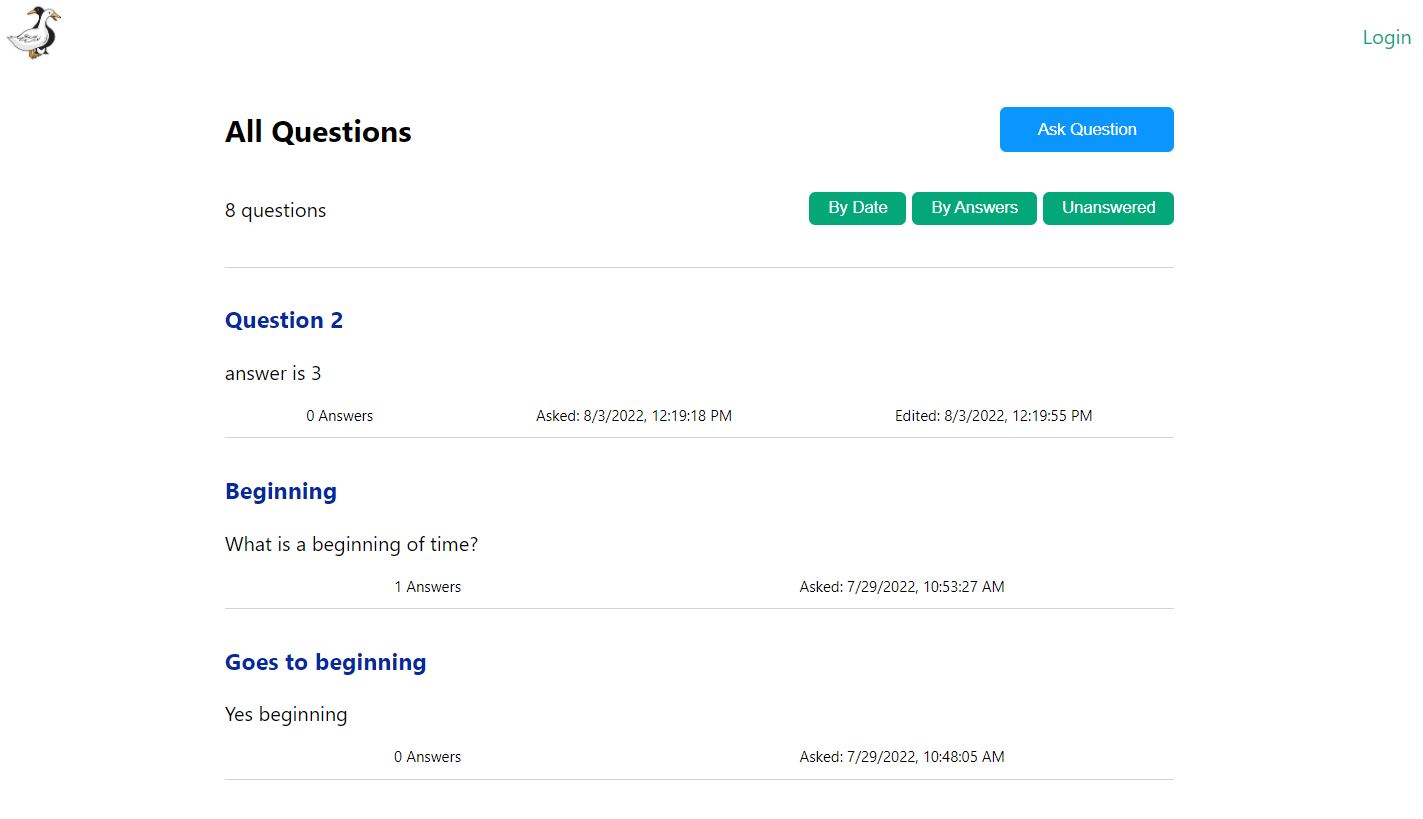 Login
All Questions
Ask Question
8 questions
By Date By Answers Unanswered
Question 2
answer is 3
0 Answers Asked: 8/3/2022, 12:19:18 PM Edited: 8/3/2022, 12:19:55 PM
Beginning
What is a beginning of time?
1 Answers Asked: 7/29/2022, 10:53:27 AM
Goes to beginning
Yes beginning
0 Answers Asked: 7/29/2022, 10:48:05 AM